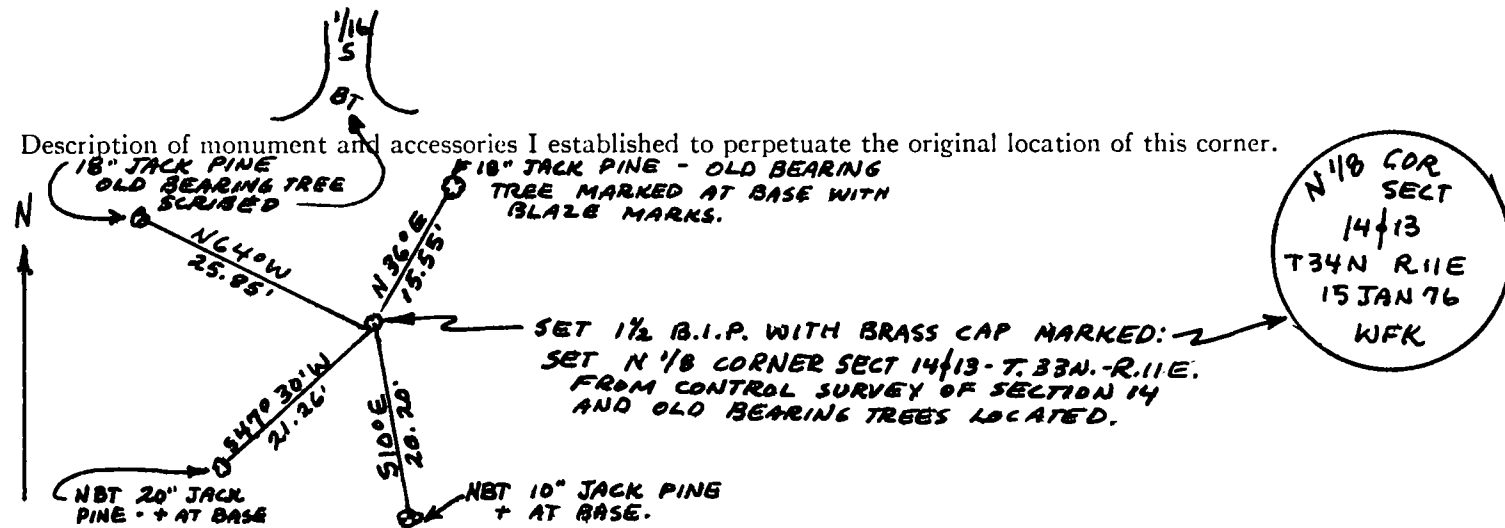 1/16
S
BT
Description of monument and accessories I established to perpetuate the original location of this corner.
18" JACK PINE
OLD BEARING TREE
SCRIBED
18" JACK PINE - OLD BEARING
TREE MARKED AT BASE WITH
BLAZE MARKS.
N
N64°W
25.85'
N 36°E
15.55'
N 1/8 COR
SECT
14∮13
T34N R.11E
15 JAN 76
WFK
SET 1½ B.I.P. WITH BRASS CAP MARKED:
SET N 1/8 CORNER SECT 14∮13-T.33N.-R.11E.
FROM CONTROL SURVEY OF SECTION 14
AND OLD BEARING TREES LOCATED.
S47°30'W
21.26'
S10°E
20.20'
NBT 20" JACK
PINE - + AT BASE
NBT 10" JACK PINE
+ AT BASE.